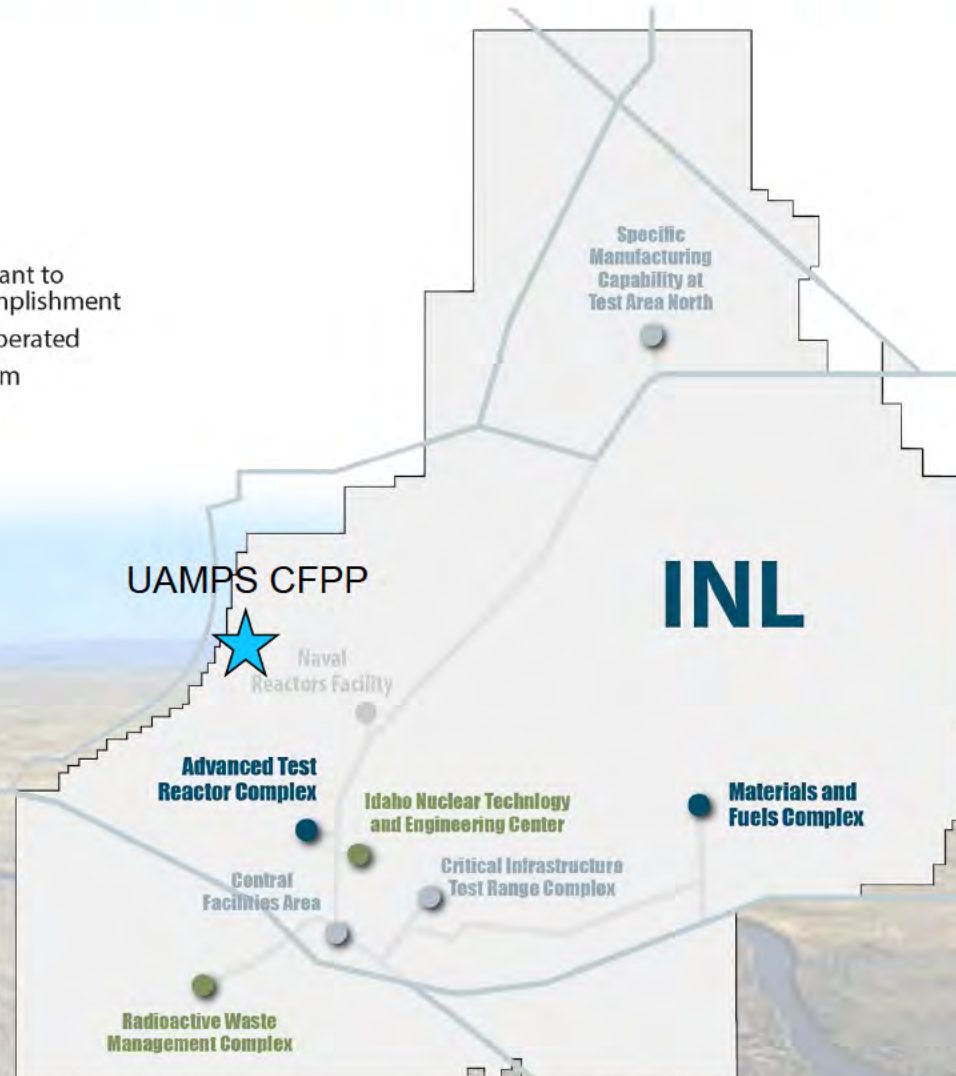 ant to
nplishment
perated
m
Specific
Manufacturing
Capability at
Test Area North
UAMPS CFPP
INL
Naval
Reactors Facility
Advanced Test
Reactor Complex
Idaho Nuclear Technlogy
and Engineering Center
Materials and
Fuels Complex
Critical Infrastructure
Test Range Complex
Central
Facilities Area
Radioactive Waste
Management Complex